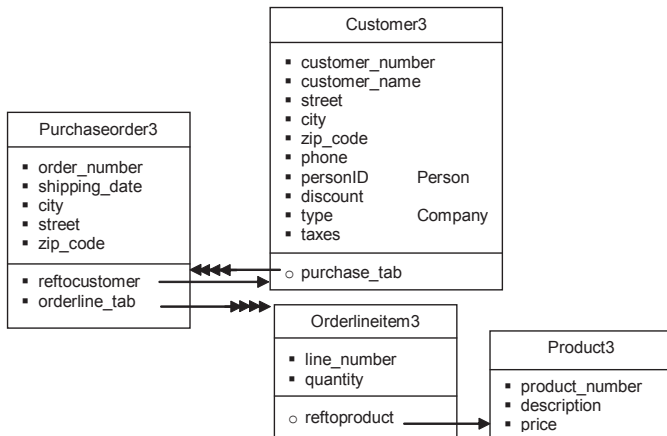 Customer3
customer_number
customer_name
street
city
zip_code
phone
personID Person
discount
type Company
taxes
purchase_tab
Purchaseorder3
order_number
shipping_date
city
street
zip_code
reftocustomer
orderline_tab
Orderlineitem3
line_number
quantity
reftoproduct
Product3
product_number
description
price